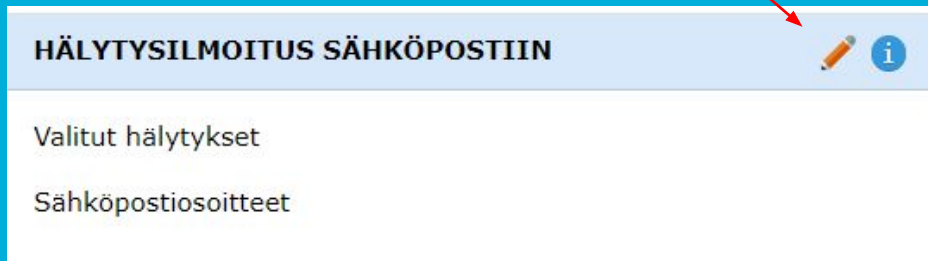 HÄLYTYSILMOITUS SÄHKÖPOSTIIN
Valitut hälytykset
Sähköpostiosoitteet